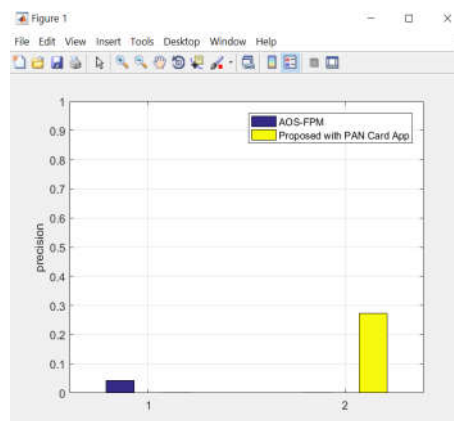 Figure 1
File Edit View Insert Tools Desktop Window Help
AOS-FPM
Proposed with PAN Card App
precision
1
0.9
0.8
0.7
0.6
0.5
0.4
0.3
0.2
0.1
0
1 2